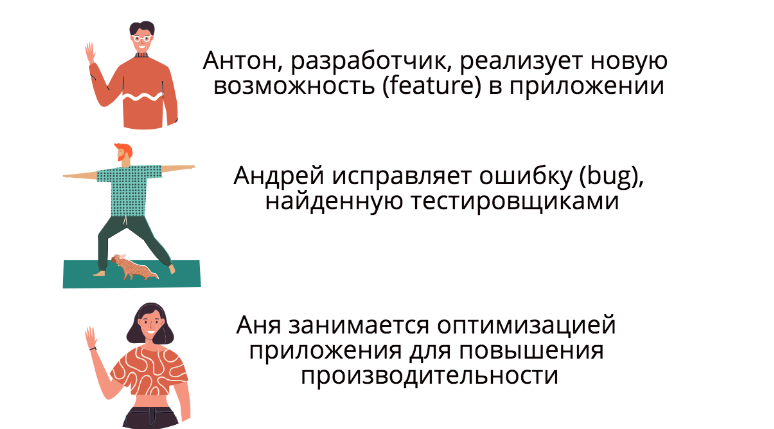 Антон, разработчик, реализует новую
возможность (feature) в приложении
Андрей исправляет ошибку (bug),
найденную тестировщиками
Аня занимается оптимизацией
приложения для повышения
производительности